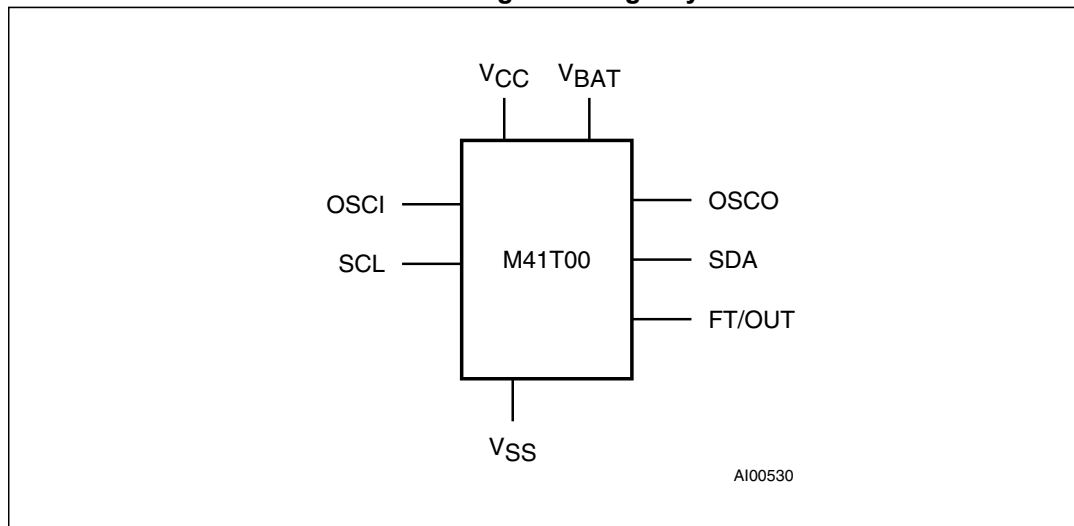 VCC VBAT
OSCI OSCO
SCL M41T00 SDA
FT/OUT
VSS
AI00530